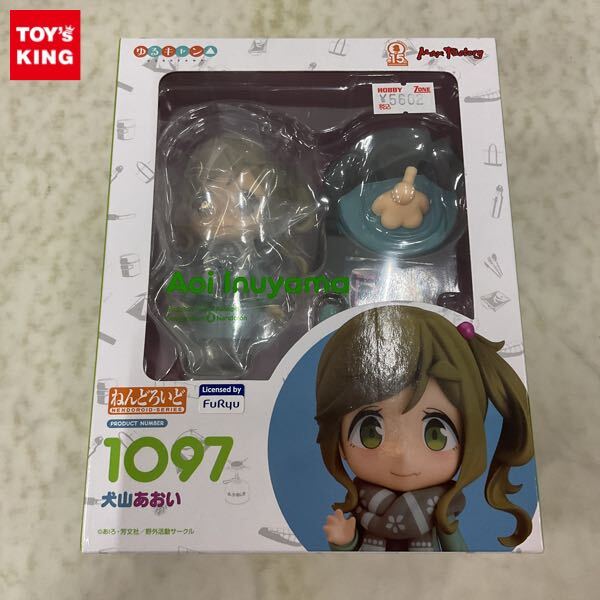 TOY's
KING
ゆるキャン△
15
Max Factory
HOBBY ZONE
¥5602
税込
Aoi Inuyama
ねんどろいど
NENDOROID-SERIES
PRODUCT NUMBER
Licensed by
FuRyu
1097
犬山あおい
©あfろ・芳文社／野外活動サークル